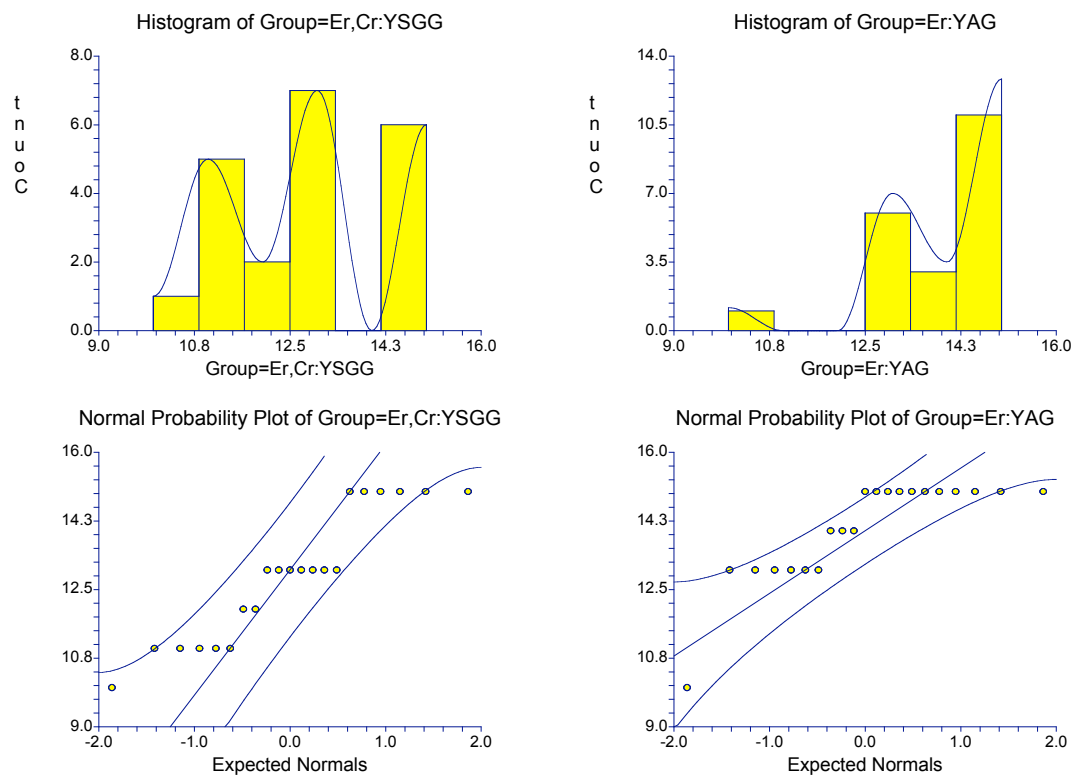 Histogram of Group=Er,Cr:YSGG
8.0
6.0
4.0
2.0
0.0
t
n
u
o
C
9.0 10.8 12.5 14.3 16.0
Group=Er,Cr:YSGG
Histogram of Group=Er:YAG
14.0
10.5
7.0
3.5
0.0
t
n
u
o
C
9.0 10.8 12.5 14.3 16.0
Group=Er:YAG
Normal Probability Plot of Group=Er,Cr:YSGG
16.0
14.3
12.5
10.8
9.0
-2.0 -1.0 0.0 1.0 2.0
Expected Normals
Normal Probability Plot of Group=Er:YAG
16.0
14.3
12.5
10.8
9.0
-2.0 -1.0 0.0 1.0 2.0
Expected Normals